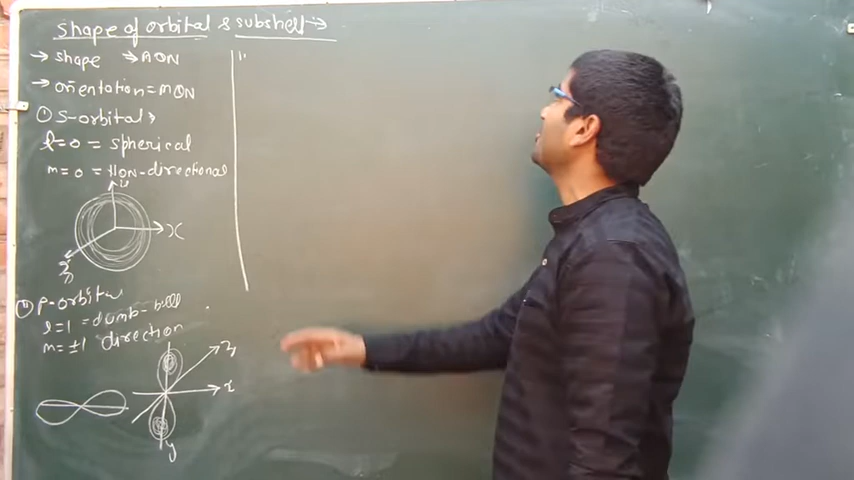 shape of orbital & subshell →
→ shape → AQN
→ orientation = MQN
① s-orbital →
l=0 = spherical
m=0 = Non-directional
y
x
z
① p-orbital
l=1 = dumb-bell
m=±1 direction
z
x
y